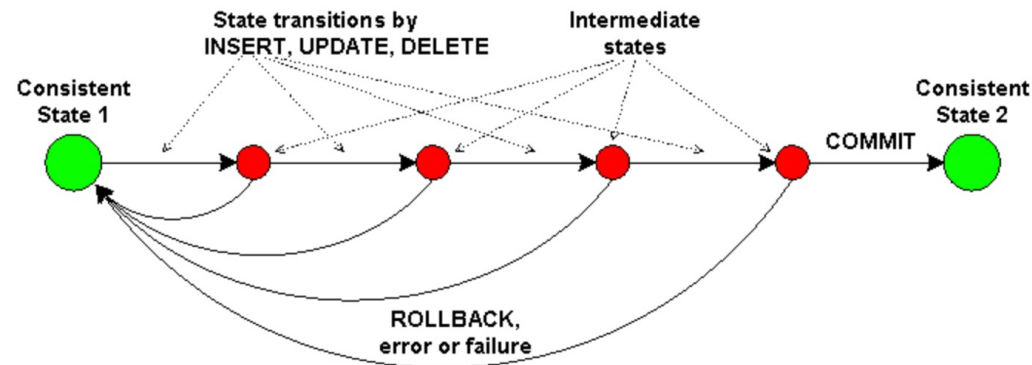 State transitions by
INSERT, UPDATE, DELETE
Intermediate
states
Consistent
State 1
Consistent
State 2
COMMIT
ROLLBACK,
error or failure